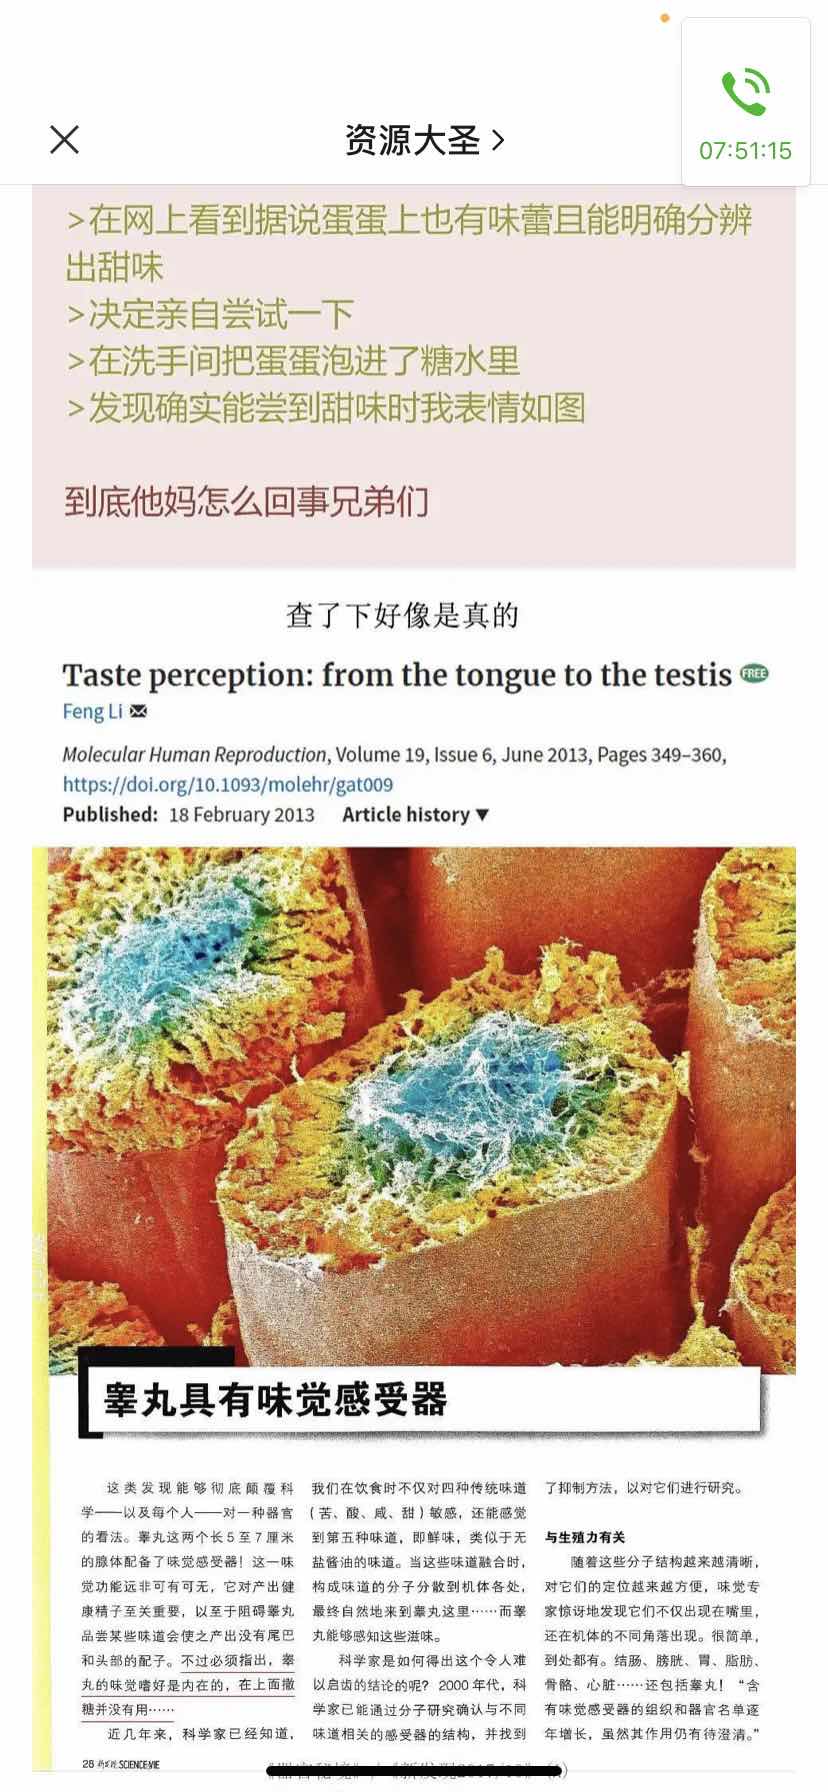 资源大圣
07:51:15
>在网上看到据说蛋蛋上也有味蕾且能明确分辨
出甜味
>决定亲自尝试一下
>在洗手间把蛋蛋泡进了糖水里
>发现确实能尝到甜味时我表情如图
到底他妈怎么回事兄弟们
查了下好像是真的
Taste perception: from the tongue to the testis FREE
Feng Li
Molecular Human Reproduction, Volume 19, Issue 6, June 2013, Pages 349–360,
https://doi.org/10.1093/molehr/gat009
Published: 18 February 2013 Article history
睾丸具有味觉感受器
这类发现能够彻底颠覆科
学——以及每个人——对一种器官
的看法。睾丸这两个长5至7厘米
的腺体配备了味觉感受器！这一味
觉功能远非可有可无，它对产出健
康精子至关重要，以至于阻碍睾丸
品尝某些味道会使之产出没有尾巴
和头部的配子。不过必须指出，睾
丸的味觉嗜好是内在的，在上面撒
糖并没有用……
近几年来，科学家已经知道，
我们在饮食时不仅对四种传统味道
（苦、酸、咸、甜）敏感，还能感觉
到第五种味道，即鲜味，类似于无
盐酱油的味道。当这些味道融合时，
构成味道的分子分散到机体各处，
最终自然地来到睾丸这里……而睾
丸能够感知这些滋味。
科学家是如何得出这个令人难
以启齿的结论的呢？2000年代，科
学家已能通过分子研究确认与不同
味道相关的感受器的结构，并找到
了抑制方法，以对它们进行研究。
与生殖力有关
随着这些分子结构越来越清晰，
对它们的定位越来越方便，味觉专
家惊讶地发现它们不仅出现在嘴里，
还在机体的不同角落出现。很简单，
到处都有。结肠、膀胱、胃、脂肪、
骨骼、心脏……还包括睾丸！“含
有味觉感受器的组织和器官名单逐
年增长，虽然其作用仍有待澄清。”
28 新发现 SCIENCE&VIE